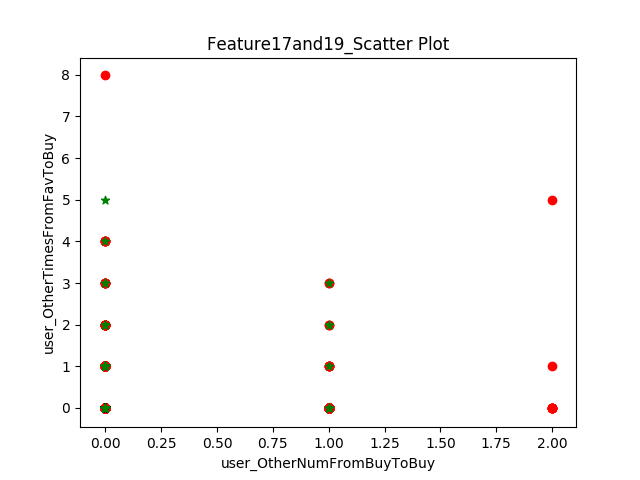 Feature17and19_Scatter Plot
user_OtherTimesFromFavToBuy
8
7
6
5
4
3
2
1
0
0.00 0.25 0.50 0.75 1.00 1.25 1.50 1.75 2.00
user_OtherNumFromBuyToBuy